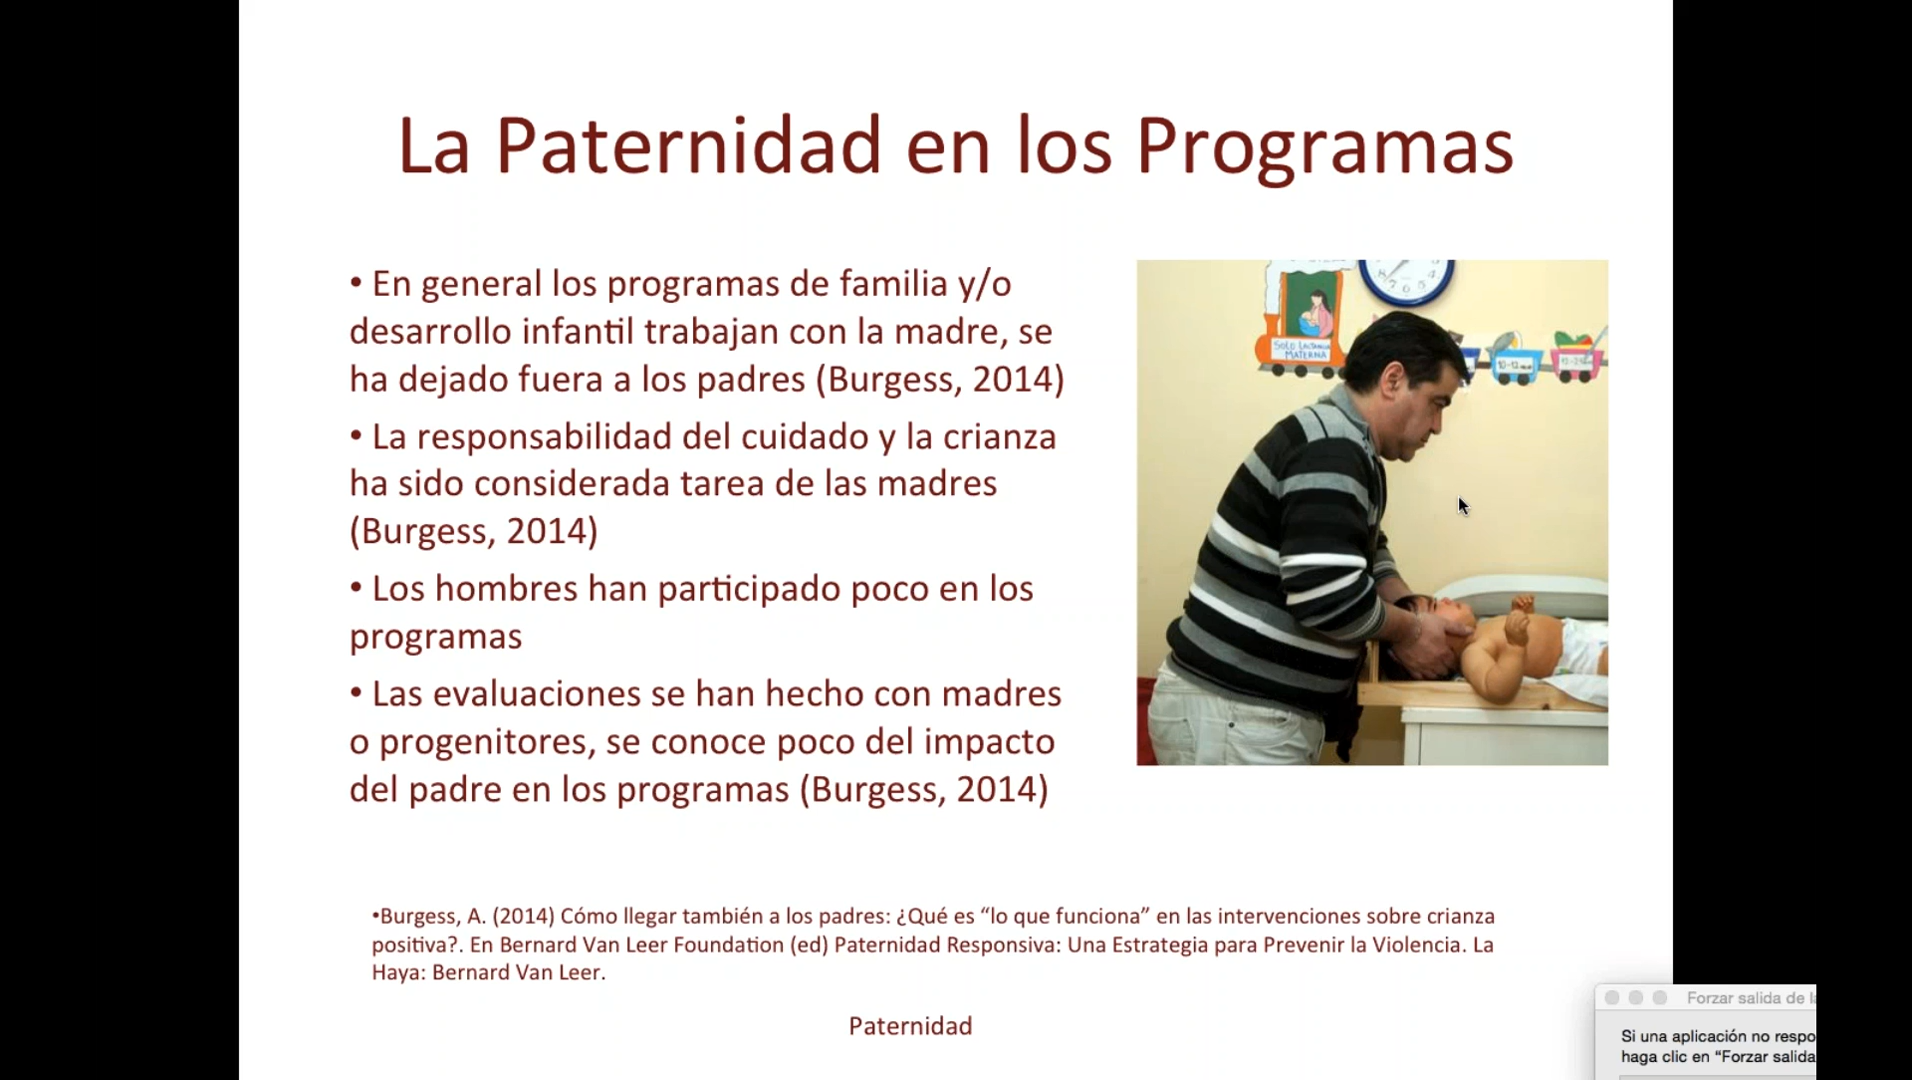 La Paternidad en los Programas
• En general los programas de familia y/o
desarrollo infantil trabajan con la madre, se
ha dejado fuera a los padres (Burgess, 2014)
• La responsabilidad del cuidado y la crianza
ha sido considerada tarea de las madres
(Burgess, 2014)
• Los hombres han participado poco en los
programas
• Las evaluaciones se han hecho con madres
o progenitores, se conoce poco del impacto
del padre en los programas (Burgess, 2014)
SOLO LACTANCIA
MATERNA
10-12
•Burgess, A. (2014) Cómo llegar también a los padres: ¿Qué es “lo que funciona” en las intervenciones sobre crianza
positiva?. En Bernard Van Leer Foundation (ed) Paternidad Responsiva: Una Estrategia para Prevenir la Violencia. La
Haya: Bernard Van Leer.
Paternidad
Forzar salida de
Si una aplicación no respo
haga clic en “Forzar salida